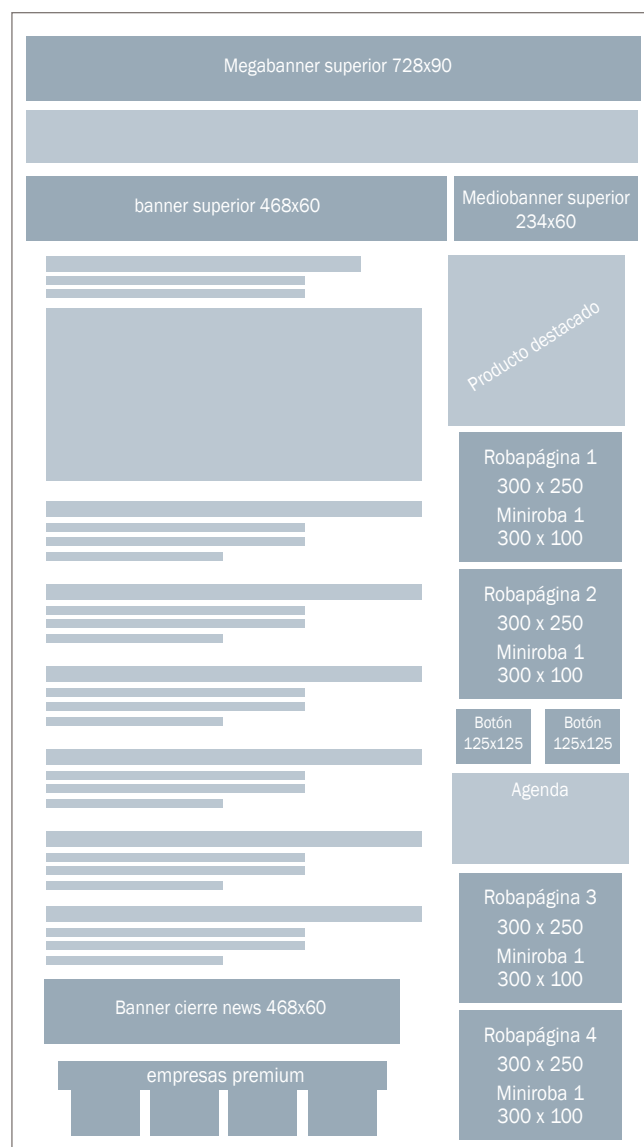 Megabanner superior 728x90
banner superior 468x60
Mediobanner superior
234x60
Producto destacado
Robapágina 1
300 x 250
Miniroba 1
300 x 100
Robapágina 2
300 x 250
Miniroba 1
300 x 100
Botón
125x125
Botón
125x125
Agenda
Robapágina 3
300 x 250
Miniroba 1
300 x 100
Banner cierre news 468x60
empresas premium
Robapágina 4
300 x 250
Miniroba 1
300 x 100